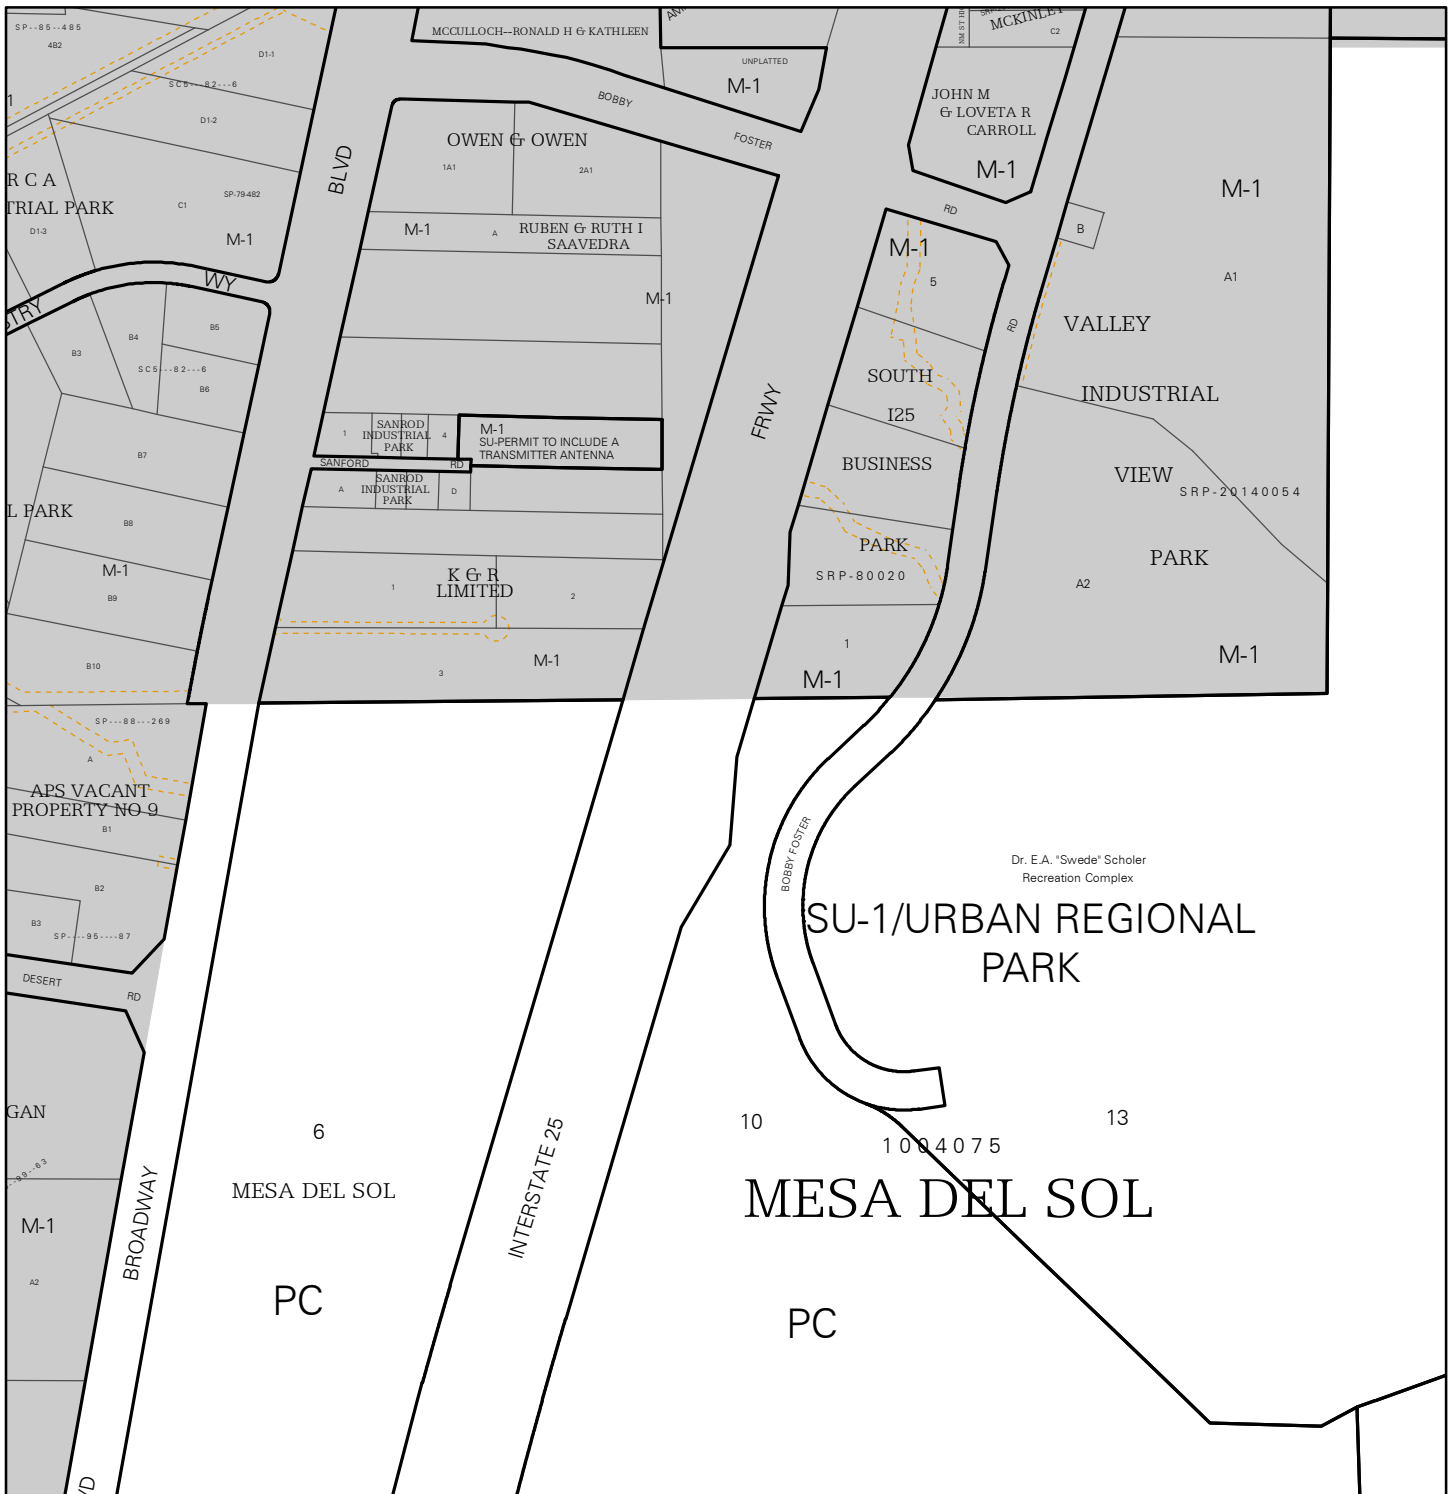 SP--85--485
4B2
D1-1
SC5---82---6
D1-2
R C A
TRIAL PARK
SP-79-482
C1
D1-3
M-1
WY
BLVD
MCCULLOCH--RONALD H & KATHLEEN
UNPLATTED
M-1
BOBBY
FOSTER
OWEN & OWEN
1A1
2A1
M-1
A
RUBEN & RUTH I
SAAVEDRA
M-1
MCKINLEY
C2
JOHN M
& LOVETA R
CARROLL
M-1
RD
M-1
5
B
M-1
A1
RD
VALLEY
INDUSTRIAL
VIEW
SRP-20140054
PARK
A2
M-1
SOUTH
I25
BUSINESS
PARK
SRP-80020
1
M-1
FRWY
B5
B4
B3
SC5---82---6
B6
B7
L PARK
B8
M-1
B9
B10
1
SANROD
INDUSTRIAL
PARK
4
M-1
SU-PERMIT TO INCLUDE A
TRANSMITTER ANTENNA
SANFORD
RD
A
SANROD
INDUSTRIAL
PARK
D
K & R
LIMITED
1
2
3
M-1
SP---88---269
A
APS VACANT
PROPERTY NO 9
B1
B2
B3
SP----95----87
DESERT
RD
GAN
M-1
A2
BROADWAY
6
MESA DEL SOL
PC
INTERSTATE 25
BOBBY FOSTER
Dr. E.A. "Swede" Scholer
Recreation Complex
SU-1/URBAN REGIONAL
PARK
10
13
1004075
MESA DEL SOL
PC